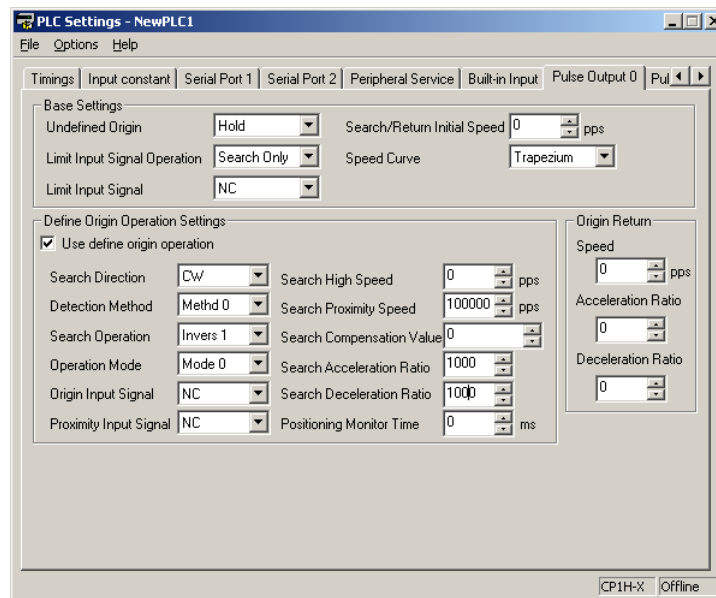 PLC Settings - NewPLC1
File Options Help
Timings Input constant Serial Port 1 Serial Port 2 Peripheral Service Built-in Input Pulse Output 0 Pul
Base Settings
Undefined Origin Hold Search/Return Initial Speed 0 pps
Limit Input Signal Operation Search Only Speed Curve Trapezium
Limit Input Signal NC
Define Origin Operation Settings Origin Return
Use define origin operation Speed
Search Direction CW Search High Speed 0 pps 0 pps
Detection Method Methd 0 Search Proximity Speed 100000 pps Acceleration Ratio
Search Operation Invers 1 Search Compensation Value 0 0
Operation Mode Mode 0 Search Acceleration Ratio 1000 Deceleration Ratio
Origin Input Signal NC Search Deceleration Ratio 1000 0
Proximity Input Signal NC Positioning Monitor Time 0 ms
CP1H-X Offline